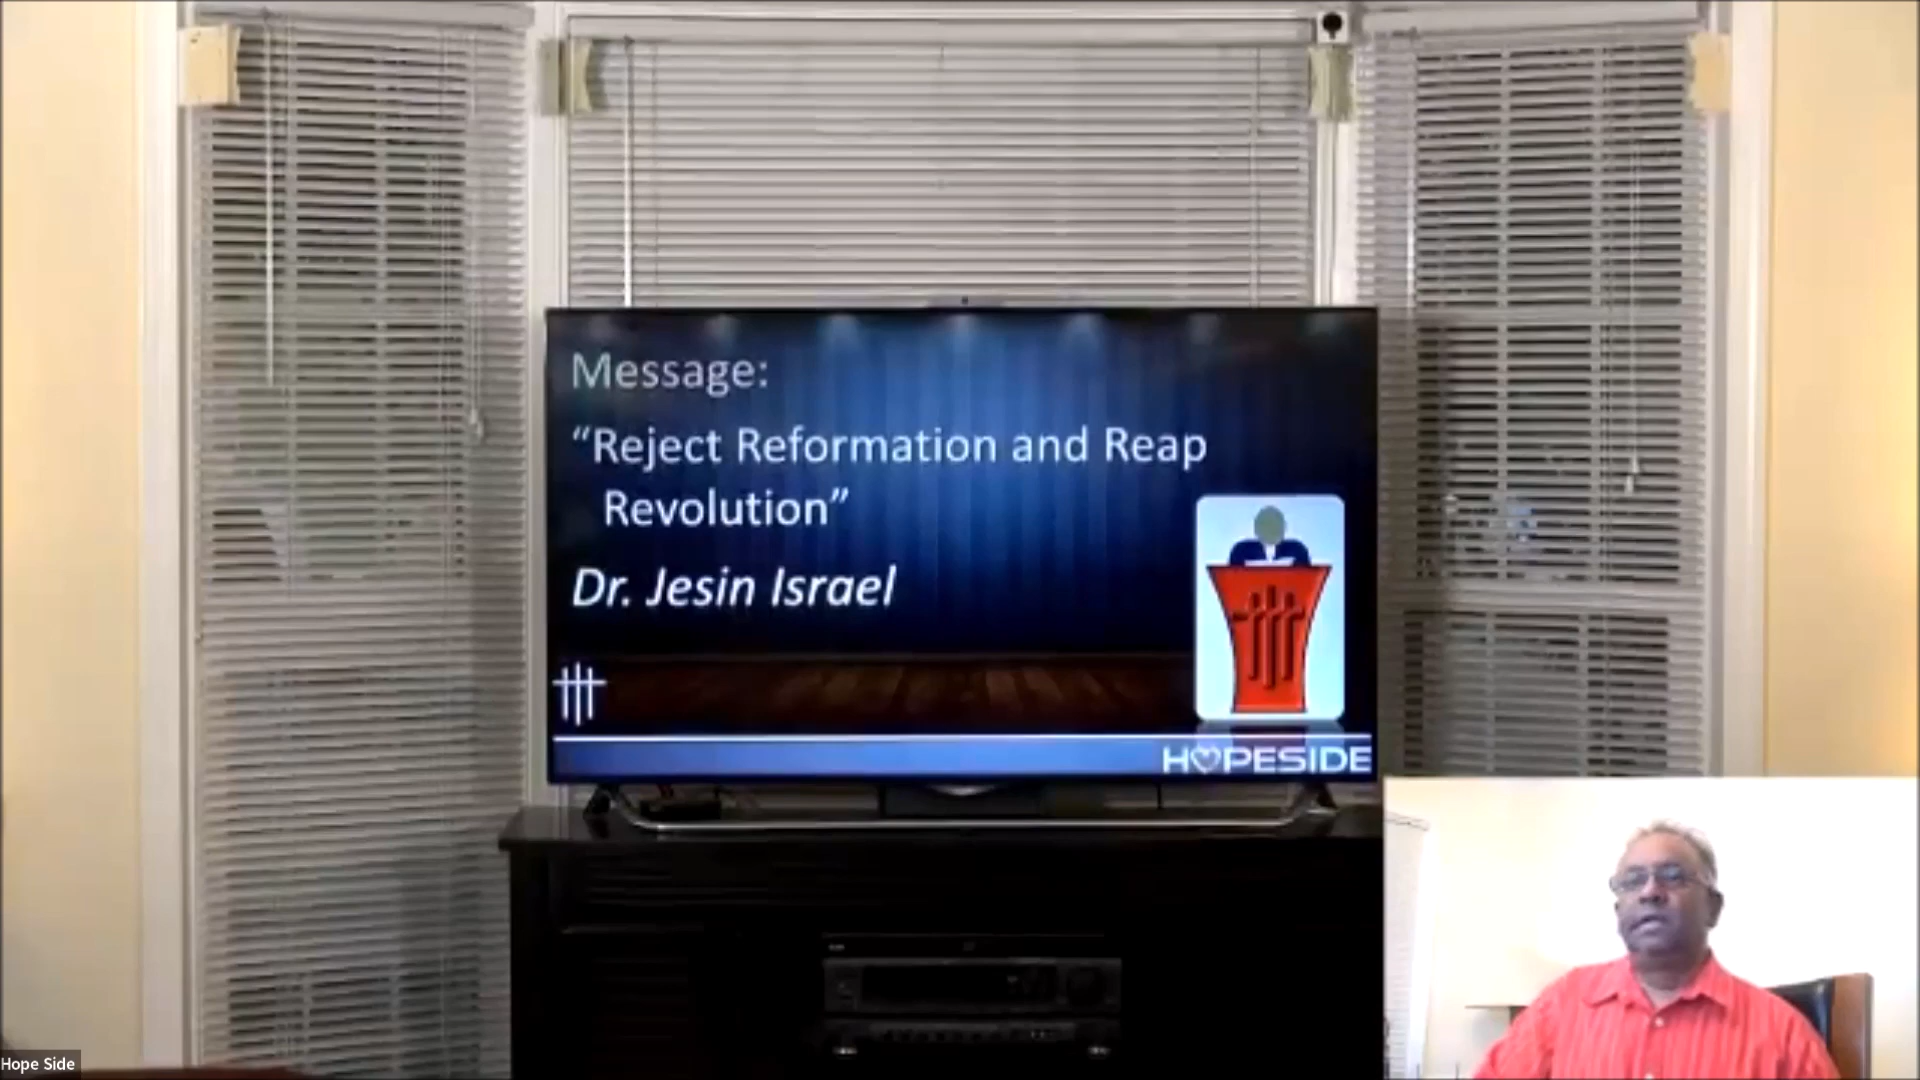 Message:
“Reject Reformation and Reap
Revolution”
Dr. Jesin Israel
HOPESIDE
Hope Side